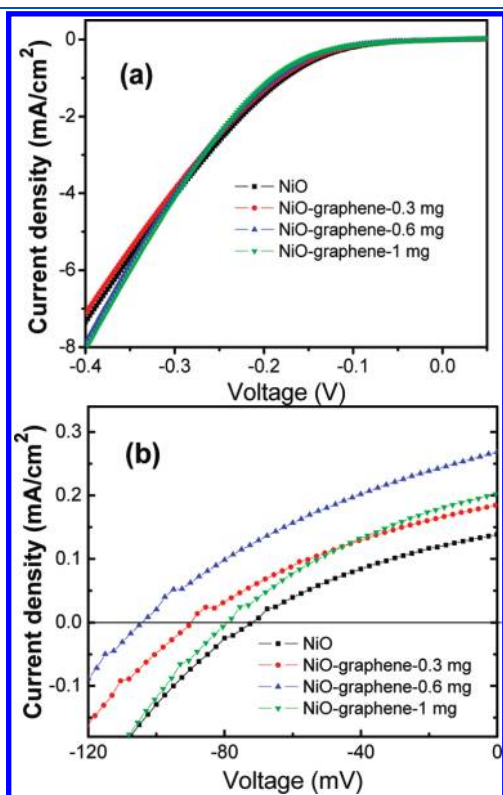 (a)
Current density (mA/cm²)
0
-2
-4
-6
-8
NiO
NiO-graphene-0.3 mg
NiO-graphene-0.6 mg
NiO-graphene-1 mg
-0.4 -0.3 -0.2 -0.1 0.0
Voltage (V)
(b)
Current density (mA/cm²)
0.3
0.2
0.1
0.0
-0.1
NiO
NiO-graphene-0.3 mg
NiO-graphene-0.6 mg
NiO-graphene-1 mg
-120 -80 -40 0
Voltage (mV)